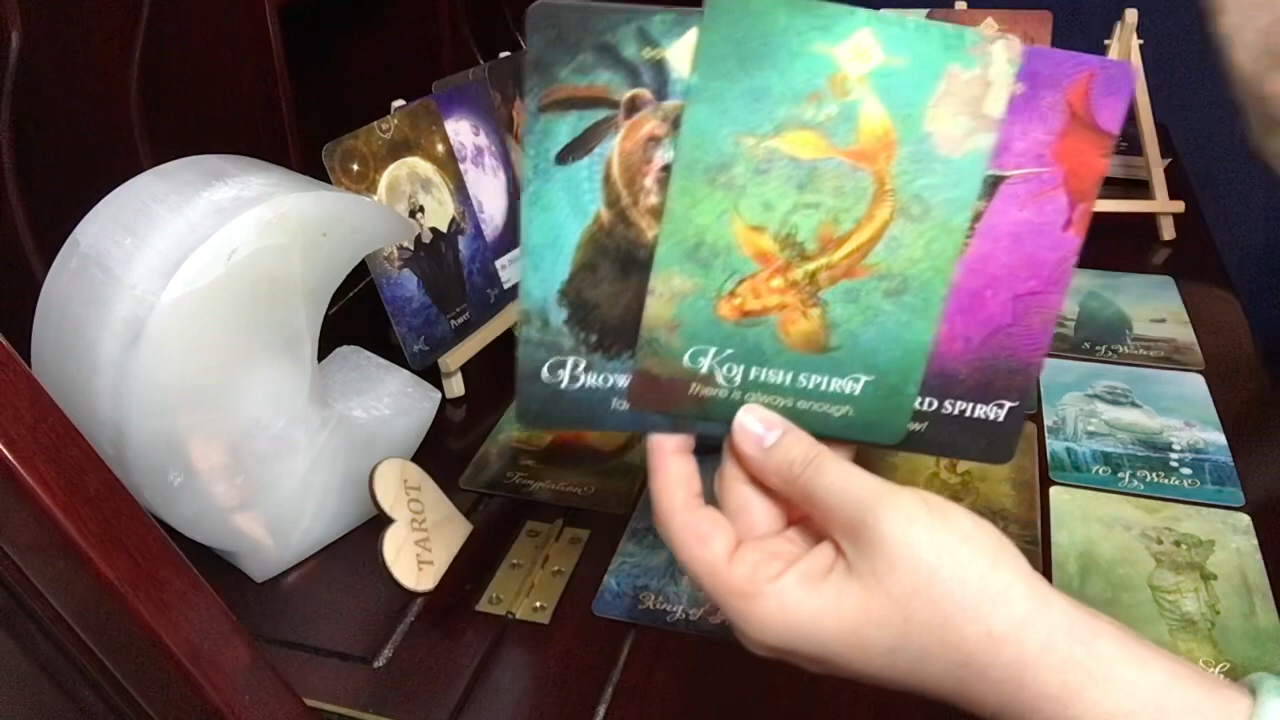 BROW
KOI FISH SPIRIT
There is always enough.
RD SPIRIT
TAROT
Temptation
King of
8 of Water
10 of Water